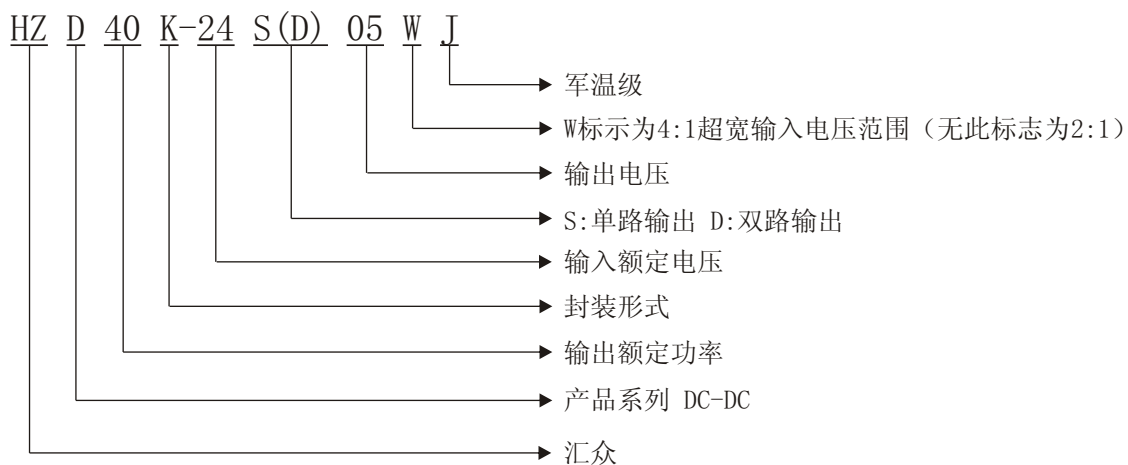 HZ D 40 K-24 S(D) 05 W J
军温级
W标示为4:1超宽输入电压范围（无此标志为2:1）
输出电压
S:单路输出 D:双路输出
输入额定电压
封装形式
输出额定功率
产品系列 DC-DC
汇众